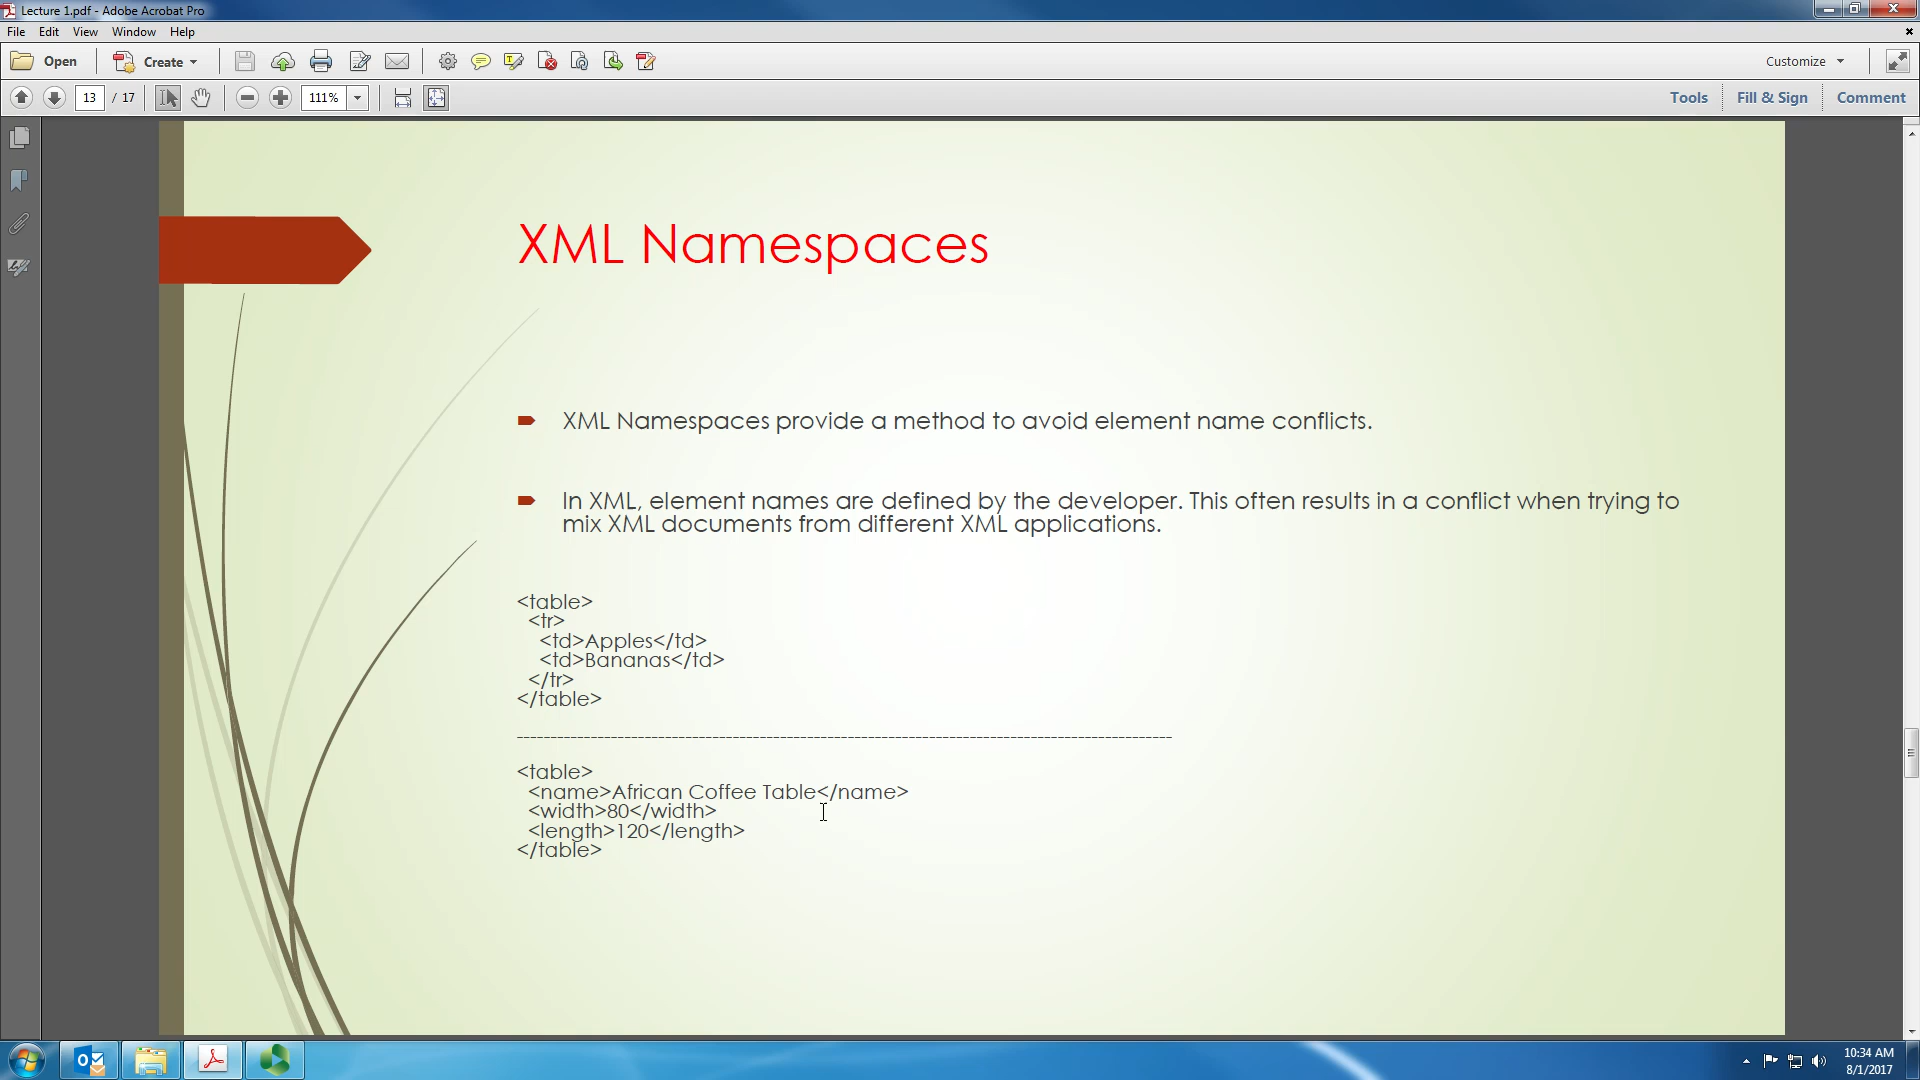 Lecture 1.pdf - Adobe Acrobat Pro
File Edit View Window Help
Open Create Customize
13 / 17 111% Tools Fill & Sign Comment
XML Namespaces
XML Namespaces provide a method to avoid element name conflicts.
In XML, element names are defined by the developer. This often results in a conflict when trying to
mix XML documents from different XML applications.
<table>
<tr>
<td>Apples</td>
<td>Bananas</td>
</tr>
</table>
--------------------------------------------------------------------------------------------------
<table>
<name>African Coffee Table</name>
<width>80</width>
<length>120</length>
</table>
10:34 AM
8/1/2017